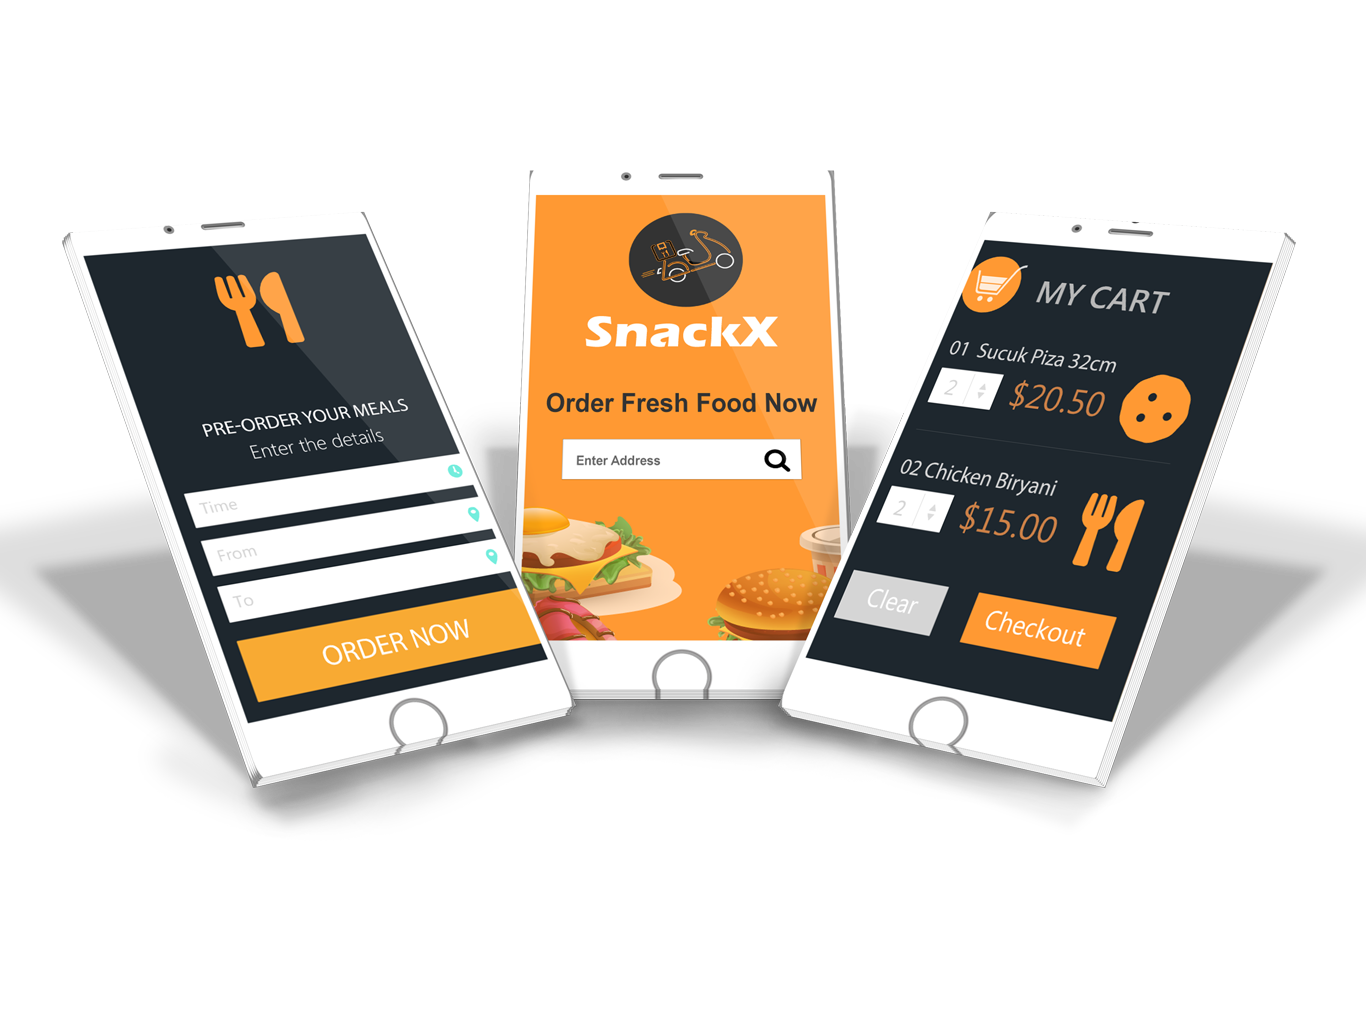 PRE-ORDER YOUR MEALS
Enter the details
Time
From
To
ORDER NOW
SnackX
Order Fresh Food Now
Enter Address
MY CART
01 Sucuk Piza 32cm
2
$20.50
02 Chicken Biryani
2
$15.00
Clear
Checkout